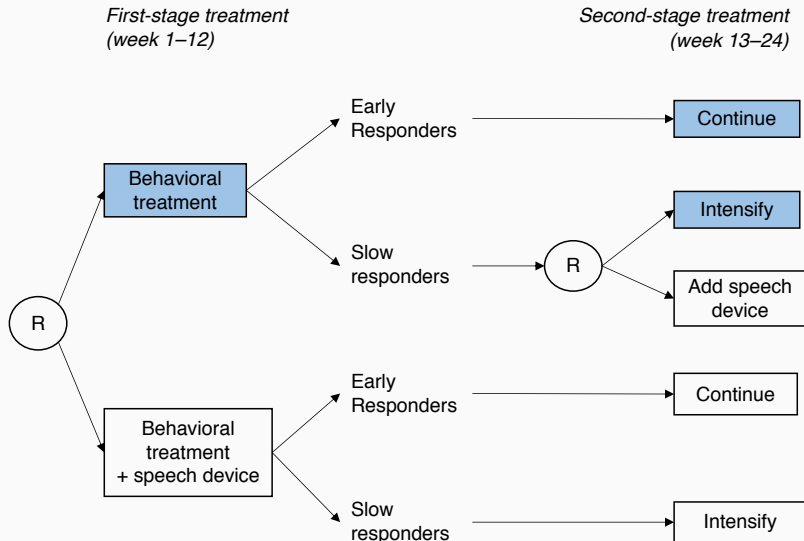 First-stage treatment
(week 1–12)
Second-stage treatment
(week 13–24)
Early
Responders
Continue
Behavioral
treatment
Intensify
Slow
responders
R
Add speech
device
R
Early
Responders
Continue
Behavioral
treatment
+ speech device
Slow
responders
Intensify